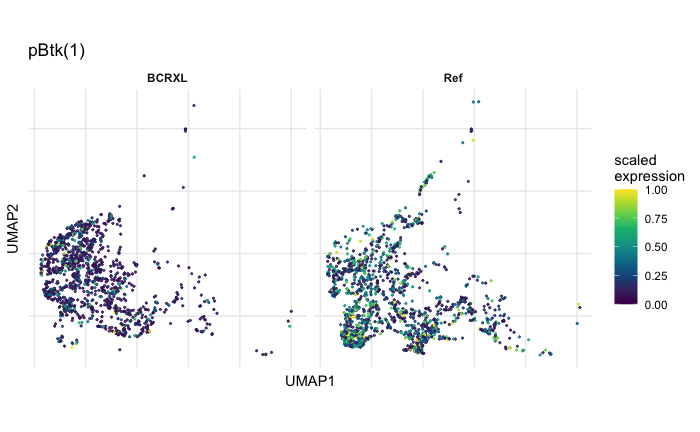 pBtk(1)
BCRXL
Ref
UMAP2
UMAP1
scaled
expression
1.00
0.75
0.50
0.25
0.00